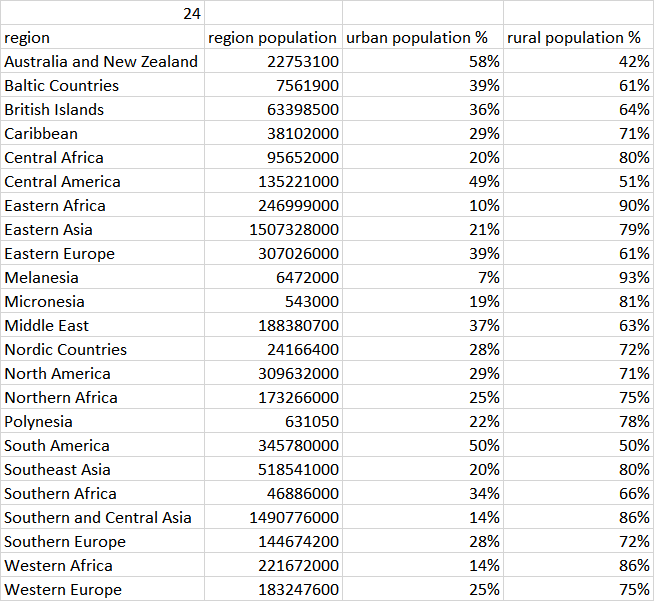 24
region region population urban population % rural population %
Australia and New Zealand 22753100 58% 42%
Baltic Countries 7561900 39% 61%
British Islands 63398500 36% 64%
Caribbean 38102000 29% 71%
Central Africa 95652000 20% 80%
Central America 135221000 49% 51%
Eastern Africa 246999000 10% 90%
Eastern Asia 1507328000 21% 79%
Eastern Europe 307026000 39% 61%
Melanesia 6472000 7% 93%
Micronesia 543000 19% 81%
Middle East 188380700 37% 63%
Nordic Countries 24166400 28% 72%
North America 309632000 29% 71%
Northern Africa 173266000 25% 75%
Polynesia 631050 22% 78%
South America 345780000 50% 50%
Southeast Asia 518541000 20% 80%
Southern Africa 46886000 34% 66%
Southern and Central Asia 1490776000 14% 86%
Southern Europe 144674200 28% 72%
Western Africa 221672000 14% 86%
Western Europe 183247600 25% 75%